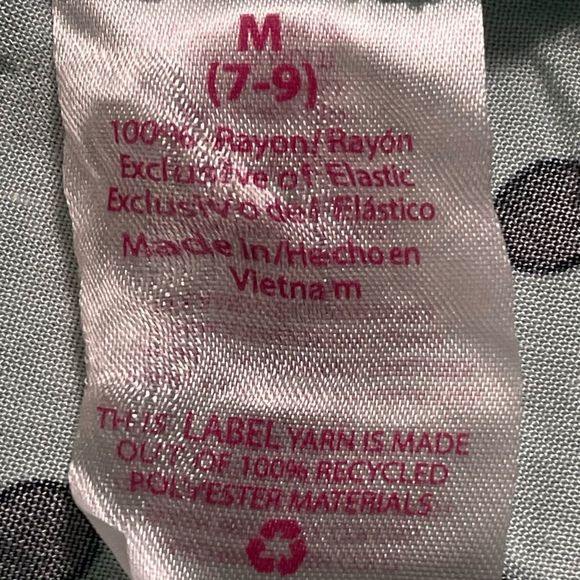 M
(7-9)
100% Rayon/Rayón
Exclusive of Elastic
Exclusivo del Elástico
Made in/Hecho en
Vietnam
THIS LABEL YARN IS MADE
OUT OF 100% RECYCLED
POLYESTER MATERIALS